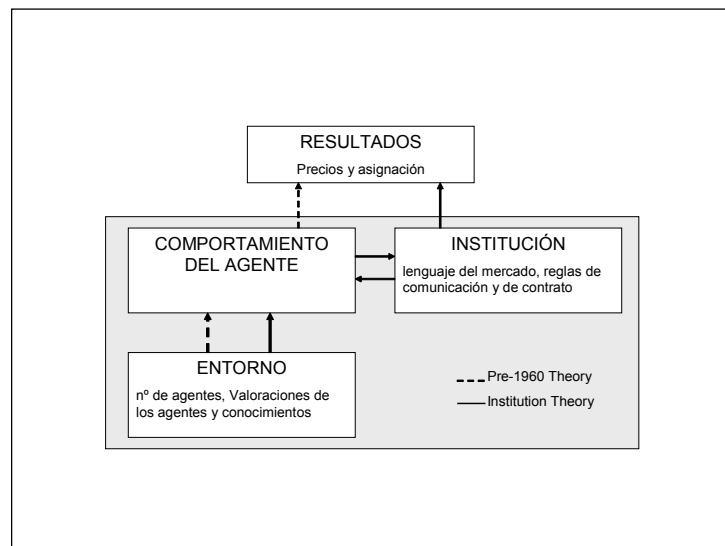 RESULTADOS
Precios y asignación
COMPORTAMIENTO
DEL AGENTE
INSTITUCIÓN
lenguaje del mercado, reglas de
comunicación y de contrato
ENTORNO
nº de agentes, Valoraciones de
los agentes y conocimientos
Pre-1960 Theory
Institution Theory